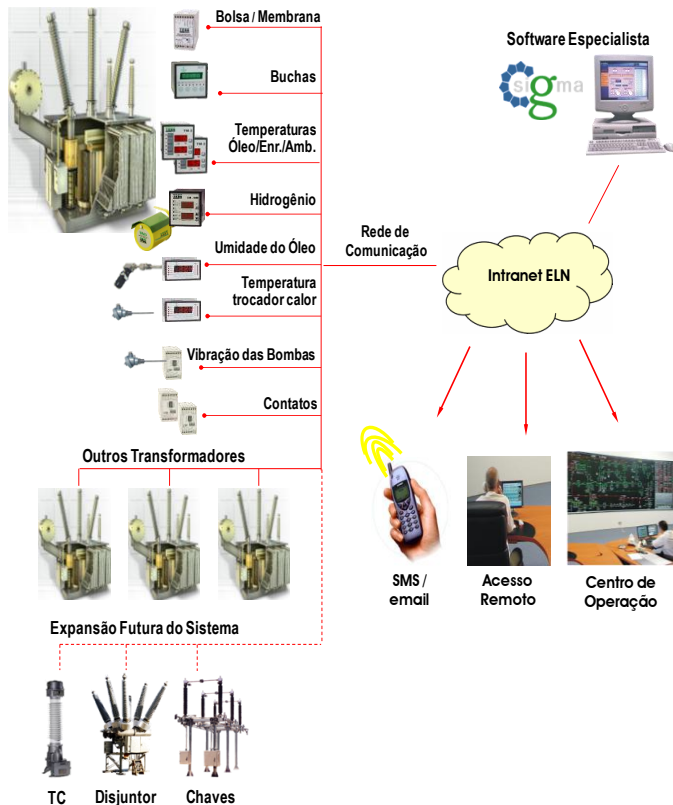 Bolsa / Membrana
Software Especialista
sigma
Buchas
Temperaturas
Óleo/Enr./Amb.
Hidrogênio
Rede de
Comunicação
Umidade do Óleo
Intranet ELN
Temperatura
trocador calor
Vibração das Bombas
Contatos
Outros Transformadores
SMS /
email
Acesso
Remoto
Centro de
Operação
Expansão Futura do Sistema
TC
Disjuntor
Chaves